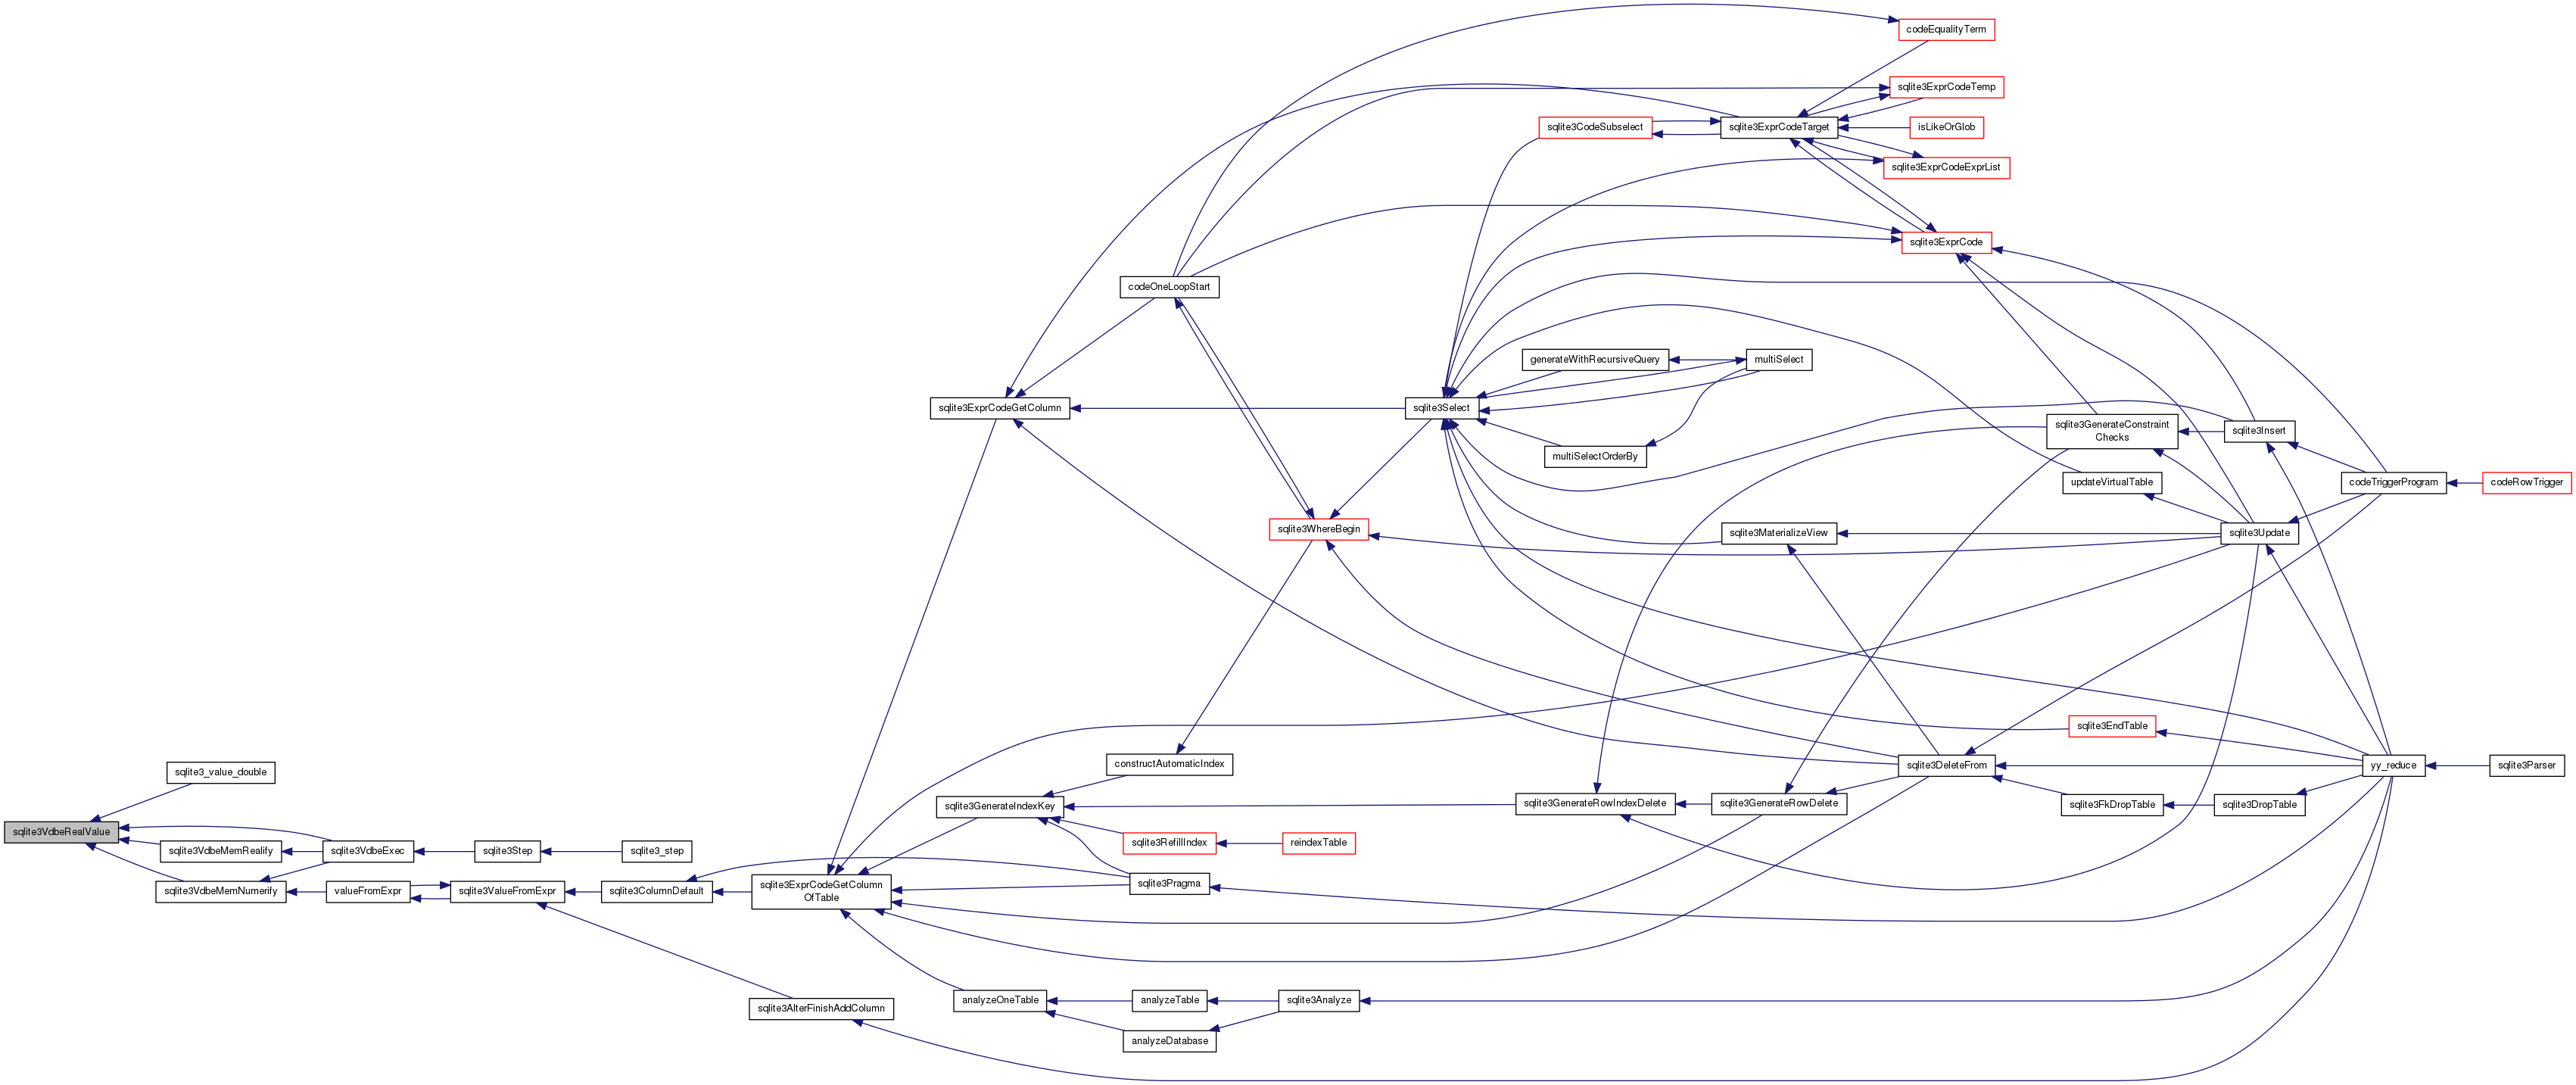 codeEqualityTerm
sqlite3ExprCodeTemp
sqlite3CodeSubselect
sqlite3ExprCodeTarget
isLikeOrGlob
sqlite3ExprCodeExprList
sqlite3ExprCode
codeOneLoopStart
generateWithRecursiveQuery
multiSelect
sqlite3ExprCodeGetColumn
sqlite3Select
sqlite3GenerateConstraint
Checks
sqlite3Insert
multiSelectOrderBy
updateVirtualTable
codeTriggerProgram
codeRowTrigger
sqlite3WhereBegin
sqlite3MaterializeView
sqlite3Update
sqlite3EndTable
constructAutomaticIndex
sqlite3DeleteFrom
yy_reduce
sqlite3Parser
sqlite3_value_double
sqlite3GenerateIndexKey
sqlite3GenerateRowIndexDelete
sqlite3GenerateRowDelete
sqlite3FkDropTable
sqlite3DropTable
sqlite3VdbeRealValue
sqlite3VdbeMemRealify
sqlite3VdbeExec
sqlite3Step
sqlite3_step
sqlite3RefillIndex
reindexTable
sqlite3VdbeMemNumerify
valueFromExpr
sqlite3ValueFromExpr
sqlite3ColumnDefault
sqlite3ExprCodeGetColumn
OfTable
sqlite3Pragma
analyzeOneTable
analyzeTable
sqlite3Analyze
sqlite3AlterFinishAddColumn
analyzeDatabase